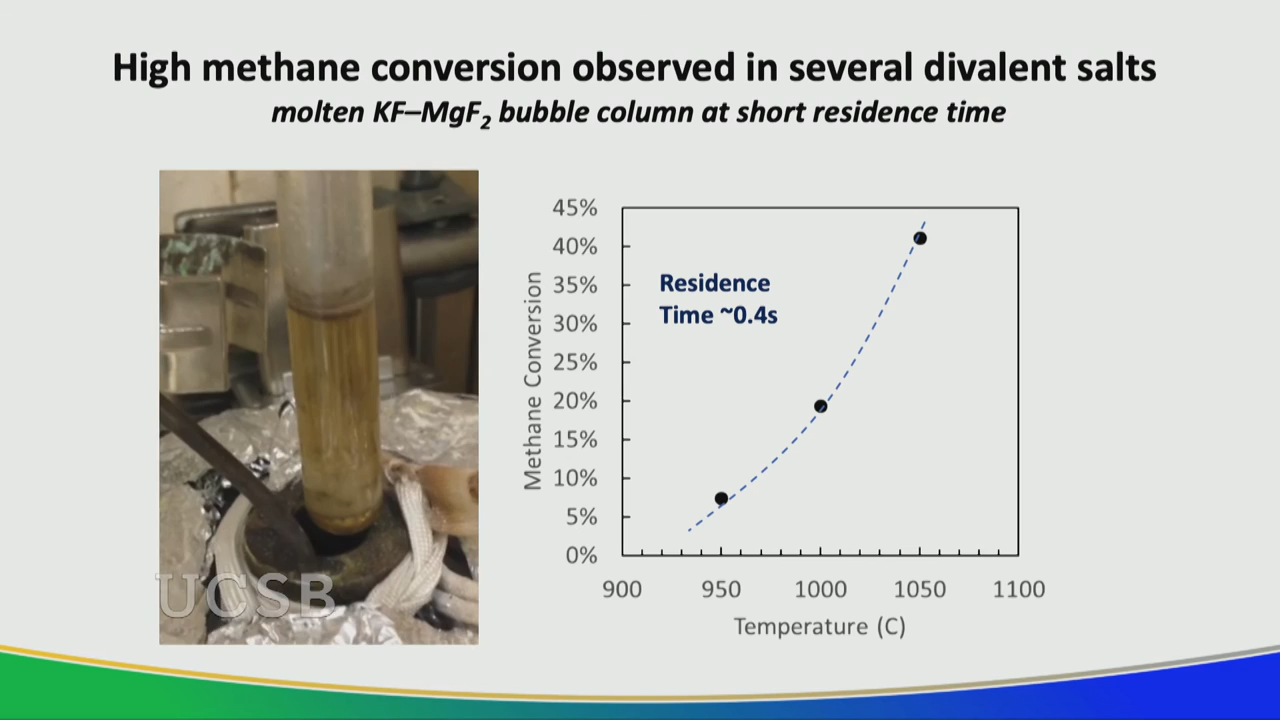 High methane conversion observed in several divalent salts
molten KF–MgF₂ bubble column at short residence time
UCSB
45%
40%
35%
30%
25%
20%
15%
10%
5%
0%
Methane Conversion
Residence
Time ~0.4s
900 950 1000 1050 1100
Temperature (C)